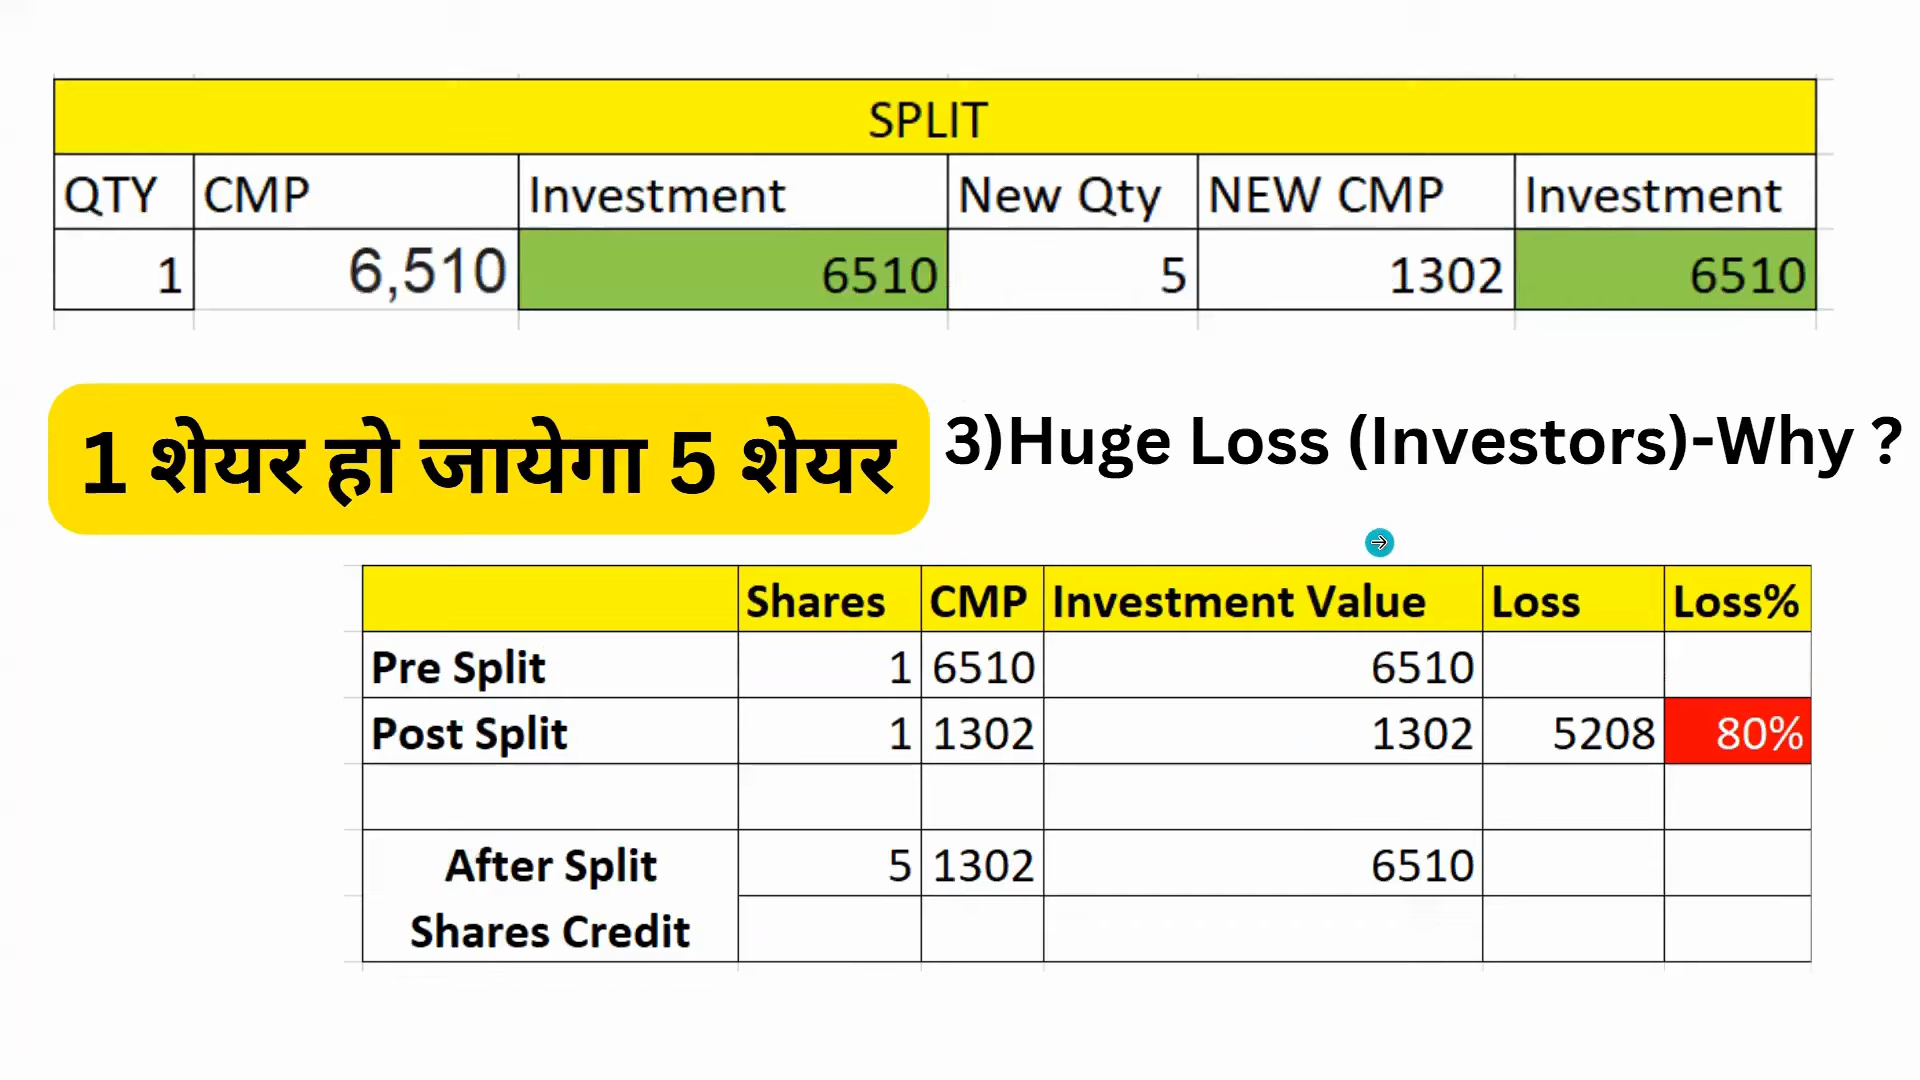 SPLIT
QTY CMP Investment New Qty NEW CMP Investment
1 6,510 6510 5 1302 6510
1 शेयर हो जायेगा 5 शेयर
3)Huge Loss (Investors)-Why ?
Shares CMP Investment Value Loss Loss%
Pre Split 1 6510 6510
Post Split 1 1302 1302 5208 80%
After Split 5 1302 6510
Shares Credit